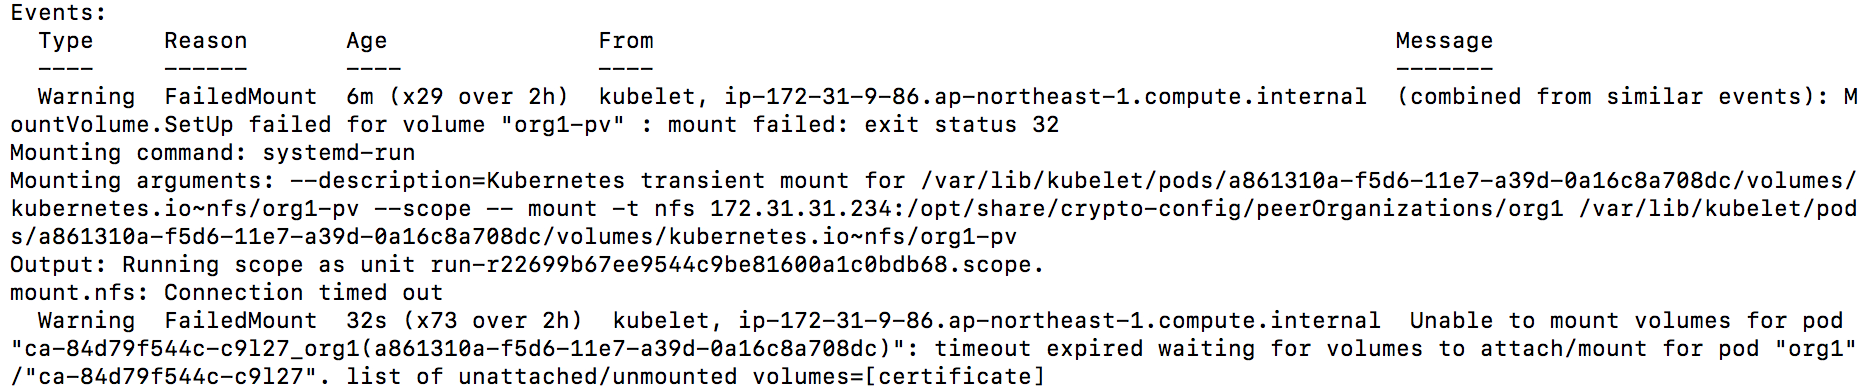 Events:
  Type     Reason       Age              From                                                     Message
  ----     ------       ----             ----                                                     -------
  Warning  FailedMount  6m (x29 over 2h)  kubelet, ip-172-31-9-86.ap-northeast-1.compute.internal  (combined from similar events): M
ountVolume.SetUp failed for volume "org1-pv" : mount failed: exit status 32
Mounting command: systemd-run
Mounting arguments: --description=Kubernetes transient mount for /var/lib/kubelet/pods/a861310a-f5d6-11e7-a39d-0a16c8a708dc/volumes/
kubernetes.io~nfs/org1-pv --scope -- mount -t nfs 172.31.31.234:/opt/share/crypto-config/peerOrganizations/org1 /var/lib/kubelet/pod
s/a861310a-f5d6-11e7-a39d-0a16c8a708dc/volumes/kubernetes.io~nfs/org1-pv
Output: Running scope as unit run-r22699b67ee9544c9be81600a1c0bdb68.scope.
mount.nfs: Connection timed out
  Warning  FailedMount  32s (x73 over 2h)  kubelet, ip-172-31-9-86.ap-northeast-1.compute.internal  Unable to mount volumes for pod
"ca-84d79f544c-c9l27_org1(a861310a-f5d6-11e7-a39d-0a16c8a708dc)": timeout expired waiting for volumes to attach/mount for pod "org1"
/"ca-84d79f544c-c9l27". list of unattached/unmounted volumes=[certificate]